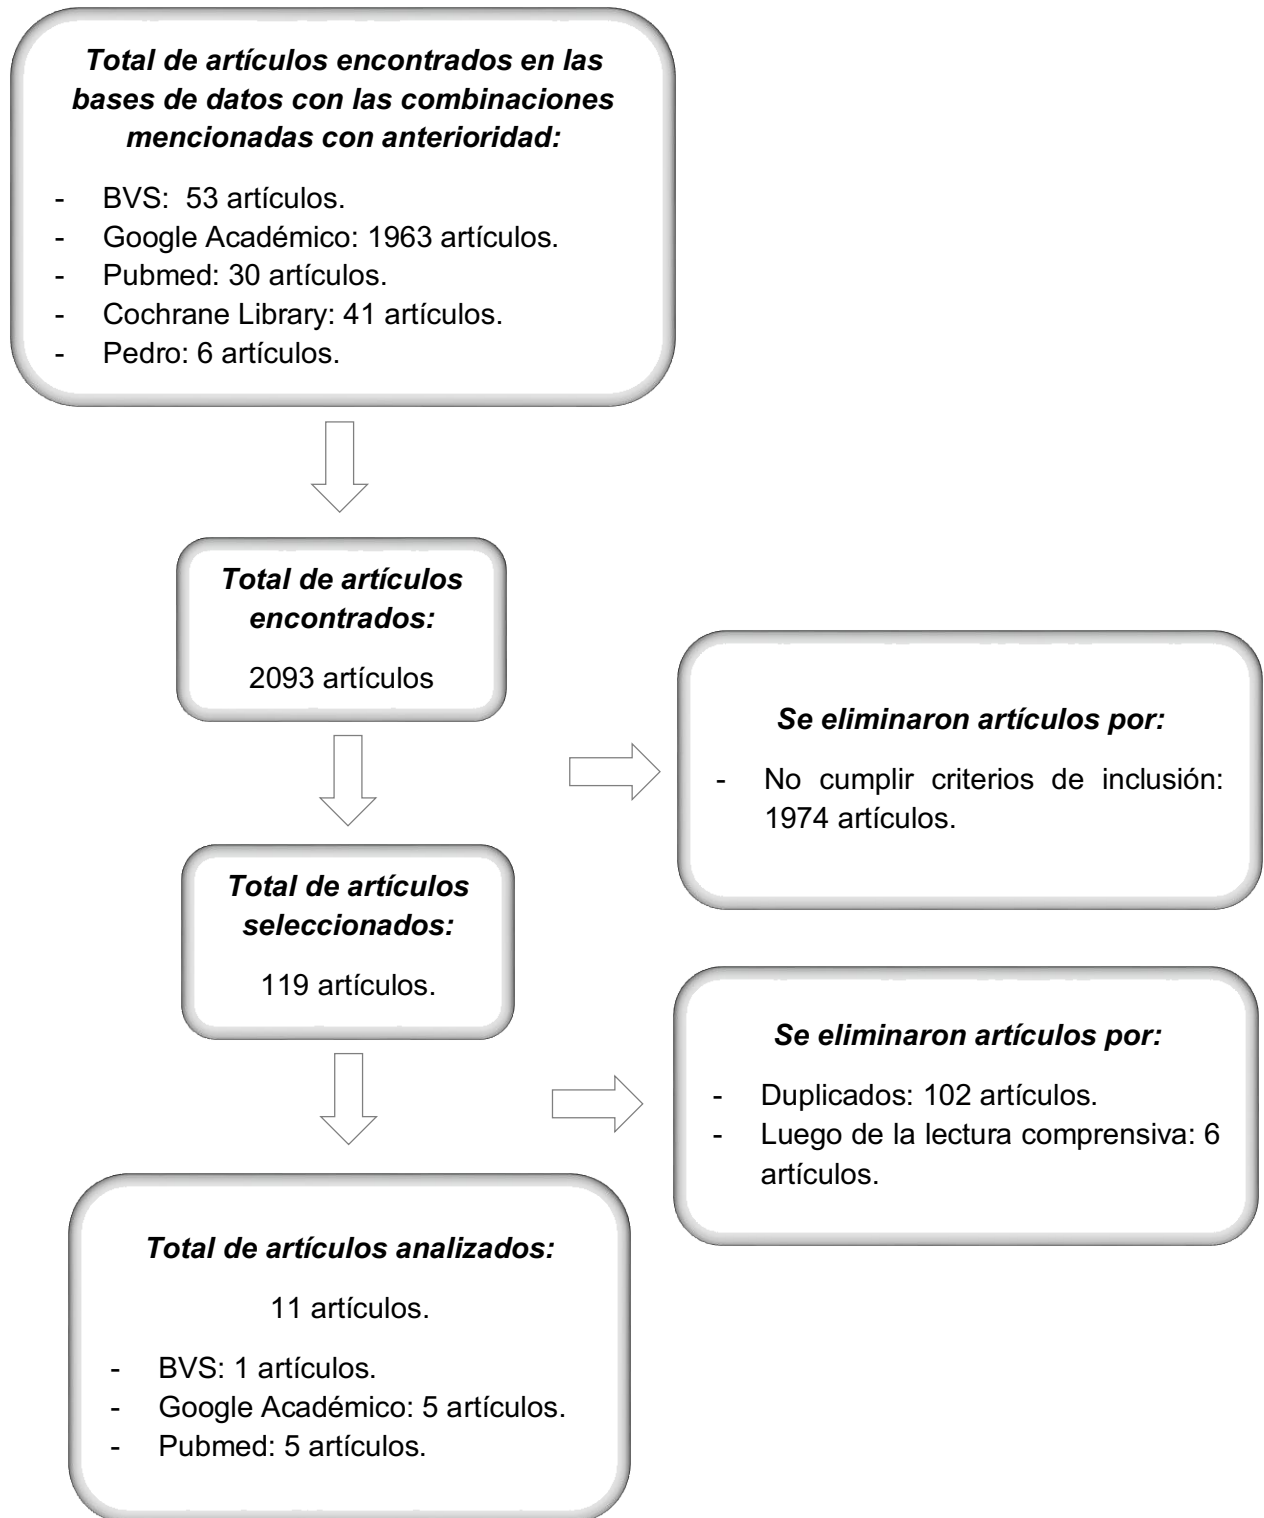 Total de artículos encontrados en las
bases de datos con las combinaciones
mencionadas con anterioridad:
- BVS: 53 artículos.
- Google Académico: 1963 artículos.
- Pubmed: 30 artículos.
- Cochrane Library: 41 artículos.
- Pedro: 6 artículos.
Total de artículos
encontrados:
2093 artículos
Se eliminaron artículos por:
- No cumplir criterios de inclusión:
1974 artículos.
Total de artículos
seleccionados:
119 artículos.
Se eliminaron artículos por:
- Duplicados: 102 artículos.
- Luego de la lectura comprensiva: 6
artículos.
Total de artículos analizados:
11 artículos.
- BVS: 1 artículos.
- Google Académico: 5 artículos.
- Pubmed: 5 artículos.